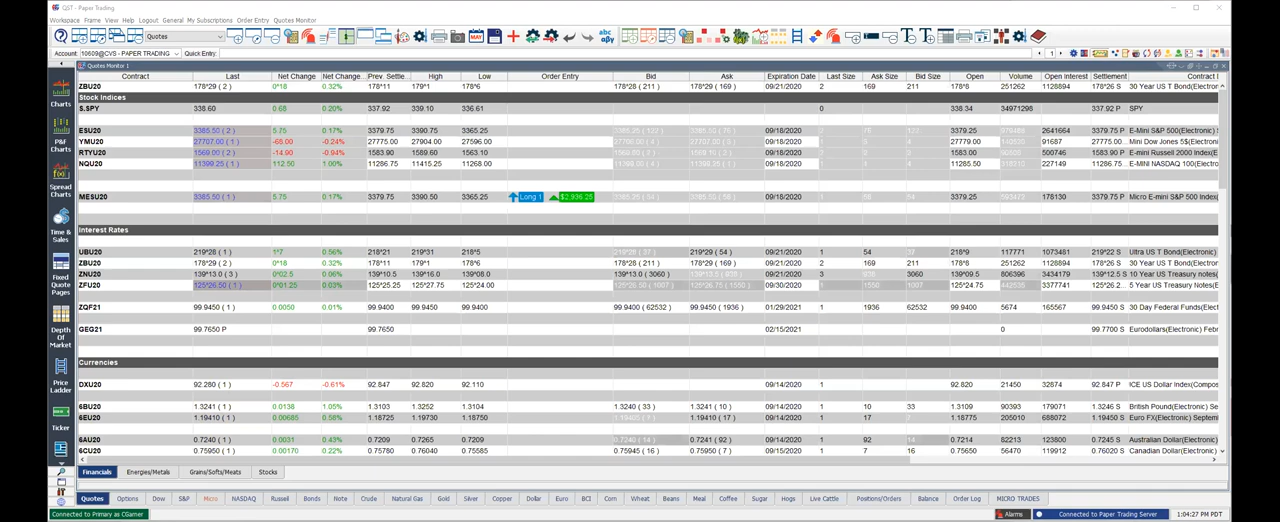 QST - Paper Trading
Workspace Frame View Help Logout General My Subscriptions Order Entry Quotes Monitor
Quotes
Account: 10609@CVS - PAPER TRADING Quick Entry:
Quotes Monitor 1
Contract Last Net Change Net Change... Prev. Settle... High Low Order Entry Bid Ask Expiration Date Last Size Ask Size Bid Size Open Volume Open Interest Settlement Contract
ZBU20 178*29 ( 2 ) 0*18 0.32% 178*11 179*1 178*6 178*28 ( 211 ) 178*29 ( 169 ) 09/21/2020 2 169 211 178*8 251262 1128894 178*26 S 30 Year US T Bond(Electronic) S
Stock Indices
S.SPY 338.60 0.68 0.20% 337.92 339.10 336.61 0 338.34 34971298 337.92 P SPY
ESU20 3385.50 ( 2 ) 5.75 0.17% 3379.75 3390.75 3365.25 09/18/2020 3379.25 2641664 3379.75 P E-Mini S&P 500(Electronic) Sep
YMU20 27707.00 ( 1 ) -68.00 -0.24% 27775.00 27904.00 27596.00 09/18/2020 27779.00 91687 27775.00... Mini Dow Jones 5$(Electronic)
RTYU20 1569.00 ( 2 ) -14.90 -0.94% 1583.90 1589.60 1563.10 09/18/2020 1583.00 500746 1583.90 P E-mini Russell 2000 Index(Elec
NQU20 11399.25 ( 1 ) 112.50 1.00% 11286.75 11415.25 11268.00 09/18/2020 11285.50 11286.75... E-mini NASDAQ 100(Electronic)
MESU20 3385.50 ( 1 ) 5.75 0.17% 3379.75 3390.50 3365.25 Long 1 $2,936.25 09/18/2020 3379.25 178130 3379.75 P Micro E-mini S&P 500 Index(El
Interest Rates
UBU20 219*28 ( 1 ) 1*7 0.56% 218*21 219*31 218*5 219*29 ( 54 ) 09/21/2020 1 54 218*9 117771 1073481 219*22 S Ultra US T Bond(Electronic) Se
ZBU20 178*29 ( 2 ) 0*18 0.32% 178*11 179*1 178*6 178*28 ( 211 ) 178*29 ( 169 ) 09/21/2020 2 169 211 178*8 251262 1128894 178*26 S 30 Year US T Bond(Electronic) S
ZNU20 139*13.0 ( 3 ) 0*02.5 0.06% 139*10.5 139*16.0 139*08.0 139*13.0 ( 3060 ) 09/21/2020 3 3060 139*09.5 806396 3434179 139*12.5 S 10 Year US Treasury notes(Ele
ZFU20 125*26.50 ( 1 ) 0*01.25 0.03% 125*25.25 125*27.75 125*24.00 09/30/2020 125*24.75 3377741 125*26... 5 Year US Treasury Notes(Elec
ZQF21 99.9450 ( 1 ) 0.0050 0.01% 99.9400 99.9450 99.9400 99.9400 ( 62532 ) 99.9450 ( 1936 ) 01/29/2020 1 1936 62532 99.9450 5674 165567 99.9450 S 30 Day Federal Funds(Electron
GEG21 99.7650 P 99.7650 02/15/2021 0 99.7700 S Eurodollars(Electronic) Februa
Currencies
DXU20 92.280 ( 1 ) -0.567 -0.61% 92.847 92.820 92.110 09/14/2020 1 92.820 21450 32874 92.847 P ICE US Dollar Index(Composite
6BU20 1.3241 ( 1 ) 0.0138 1.05% 1.3103 1.3252 1.3104 1.3240 ( 33 ) 1.3241 ( 10 ) 09/14/2020 1 10 33 1.3109 90393 179071 1.3246 S British Pound(Electronic) Sept
6EU20 1.19410 ( 1 ) 0.00685 0.58% 1.18725 1.19730 1.18750 1.19410 ( 17 ) 09/14/2020 1 17 1.18775 205010 688072 1.19390 S Euro FX(Electronic) September
6AU20 0.7240 ( 1 ) 0.0031 0.43% 0.7209 0.7265 0.7209 0.7240 ( 14 ) 0.7241 ( 92 ) 09/14/2020 1 92 14 0.7214 82213 123800 0.7245 S Australian Dollar(Electronic) S
6CU20 0.75950 ( 1 ) 0.00170 0.22% 0.75780 0.76040 0.75585 0.75945 ( 16 ) 0.75950 ( 7 ) 09/14/2020 1 7 16 0.75650 56470 119912 0.76020 S Canadian Dollar(Electronic) Se
Financials Energies/Metals Grains/Softs/Meats Stocks
Quotes Options Dow S&P Micro NASDAQ Russell Bonds Note Crude Natural Gas Gold Silver Copper Dollar Euro BCI Corn Wheat Beans Meal Coffee Sugar Hogs Live Cattle Positions/Orders Balance Order Log MICRO TRADES
Connected to Primary as CGarner Alarms Connected to Paper Trading Server 1:04:27 PM PDT
Charts
P&F Charts
Spread Charts
Time & Sales
Fixed Quote Pages
Depth Of Market
Price Ladder
Ticker